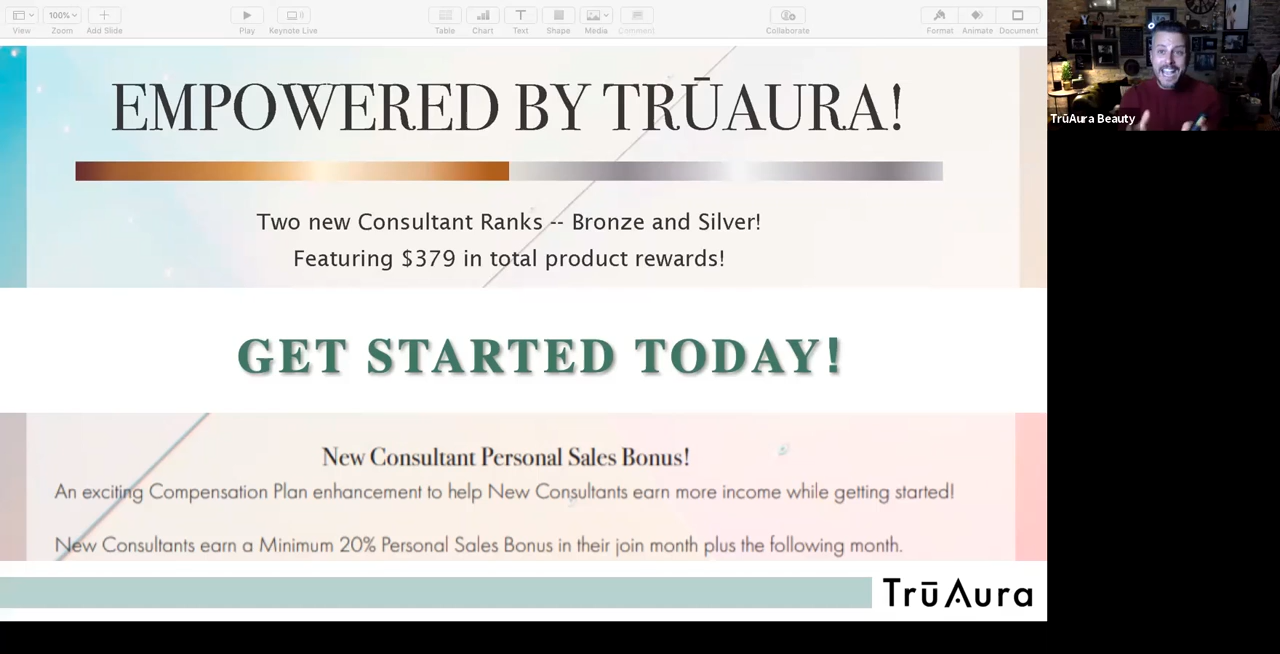 View
100%
Zoom
Add Slide
Play
8
Keynote Live
Table
Chart
T
Text
Shape
Media
Comment
Collaborate
Format
Animate
Document
EMPOWERED BY TRŪAURA!
Two new Consultant Ranks -- Bronze and Silver!
Featuring $379 in total product rewards!
GET STARTED TODAY!
New Consultant Personal Sales Bonus!
An exciting Compensation Plan enhancement to help New Consultants earn more income while getting started!
New Consultants earn a Minimum 20% Personal Sales Bonus in their join month plus the following month.
TrūAura
TrūAura Beauty